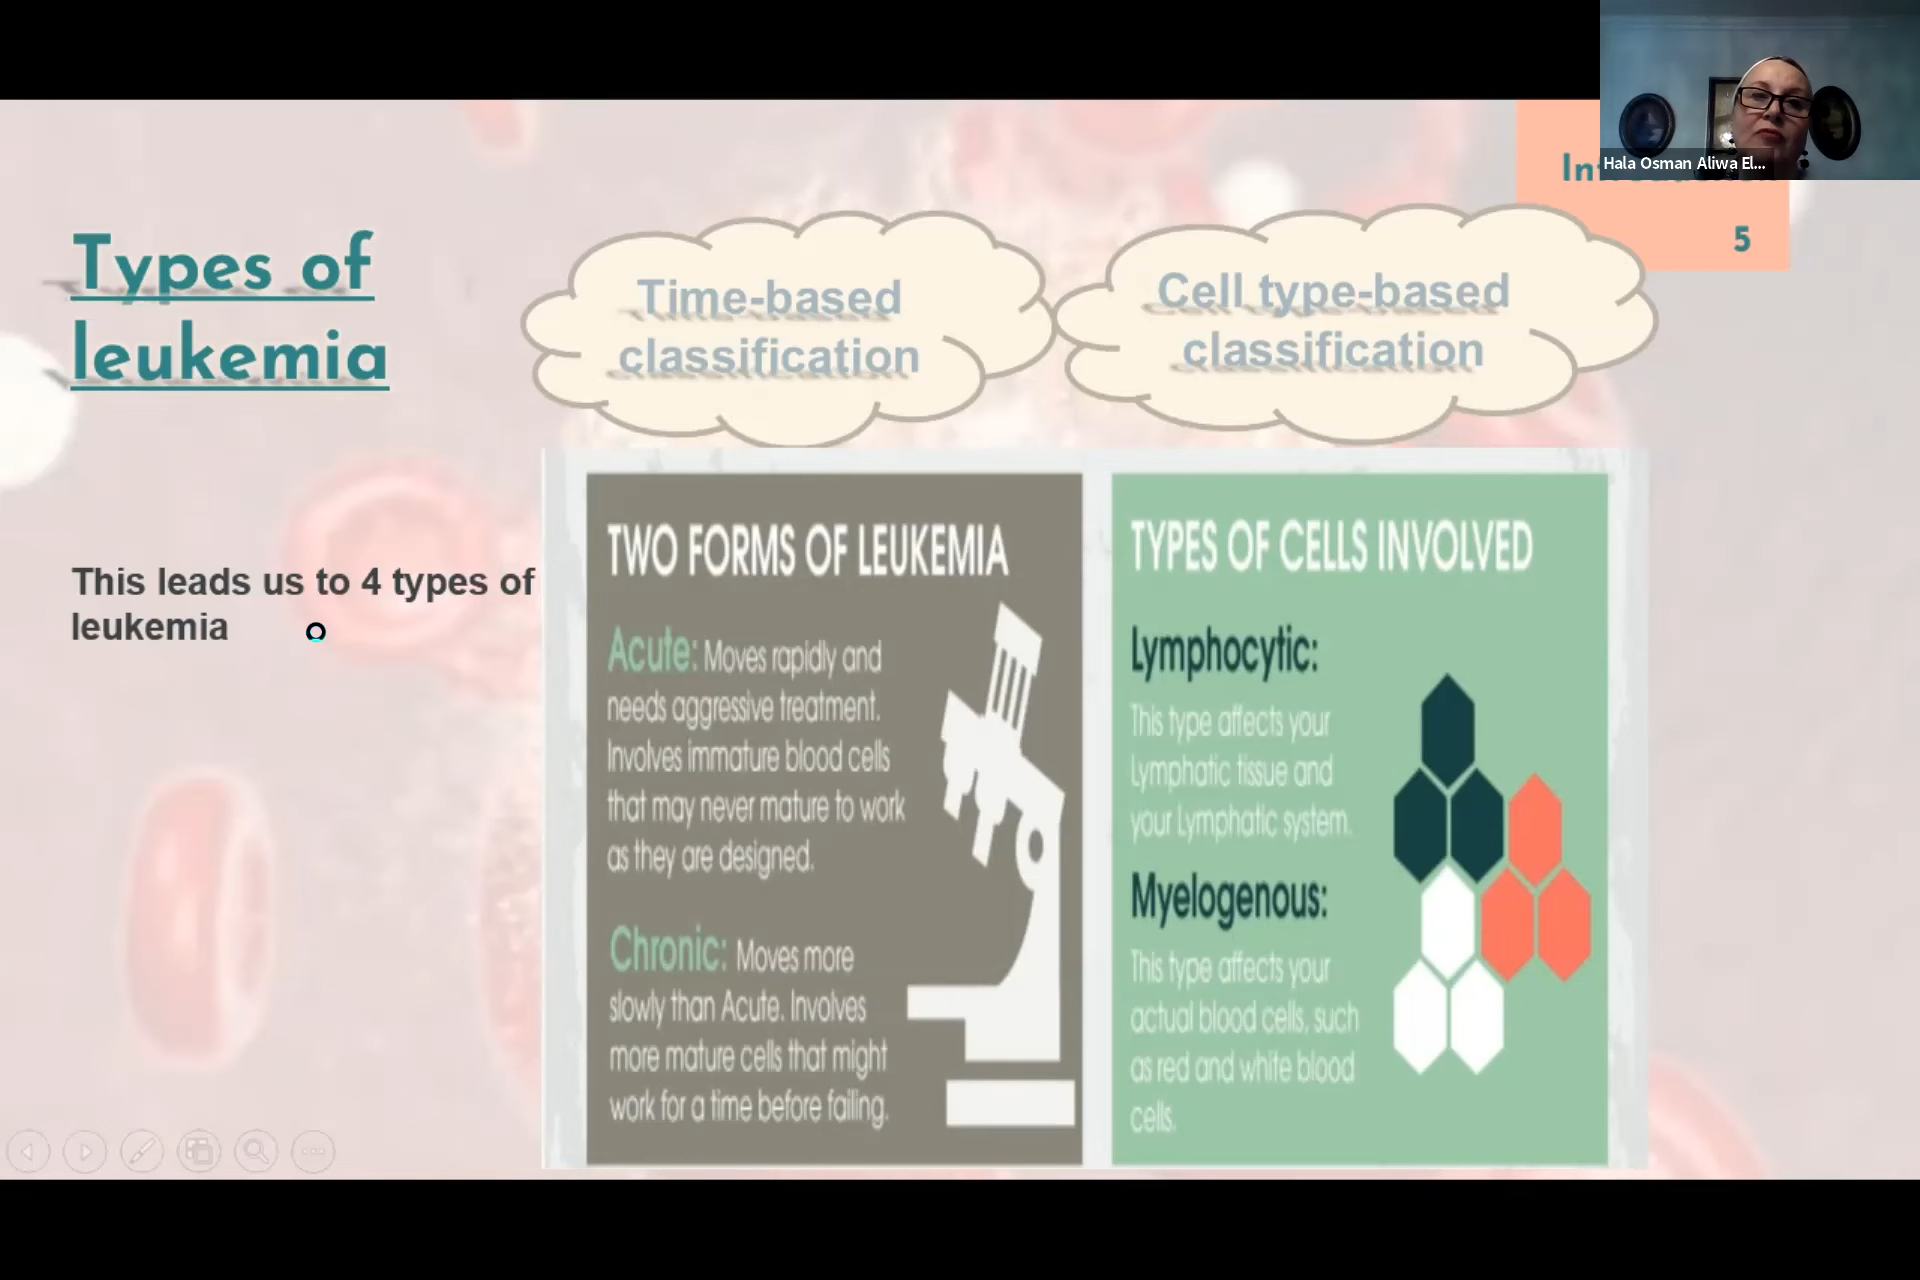 Hala Osman Aliwa El...
5
Types of
leukemia
Time-based
classification
Cell type-based
classification
This leads us to 4 types of
leukemia
TWO FORMS OF LEUKEMIA
Acute: Moves rapidly and
needs aggressive treatment.
Involves immature blood cells
that may never mature to work
as they are designed.
Chronic: Moves more
slowly than Acute. Involves
more mature cells that might
work for a time before failing.
TYPES OF CELLS INVOLVED
Lymphocytic:
This type affects your
Lymphatic tissue and
your Lymphatic system.
Myelogenous:
This type affects your
actual blood cells, such
as red and white blood
cells.